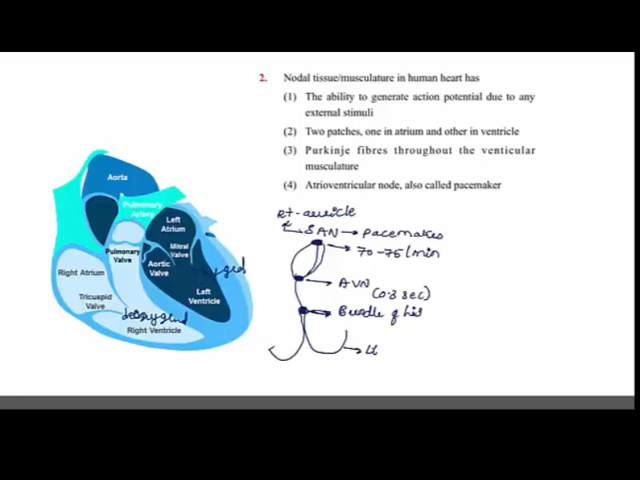 2. Nodal tissue/musculature in human heart has
(1) The ability to generate action potential due to any
external stimuli
(2) Two patches, one in atrium and other in ventricle
(3) Purkinje fibres throughout the venticular
musculature
(4) Atrioventricular node, also called pacemaker
Aorta
Pulmonary
Artery
Left
Atrium
Pulmonary
Valve
Mitral
Valve
Aortic
Valve
Right Atrium
Left
Ventricle
Tricuspid
Valve
Right Ventricle
Rt-auricle
SAN → pacemaker
70-75/min
AVN
(0.3 sec)
Bundle of his